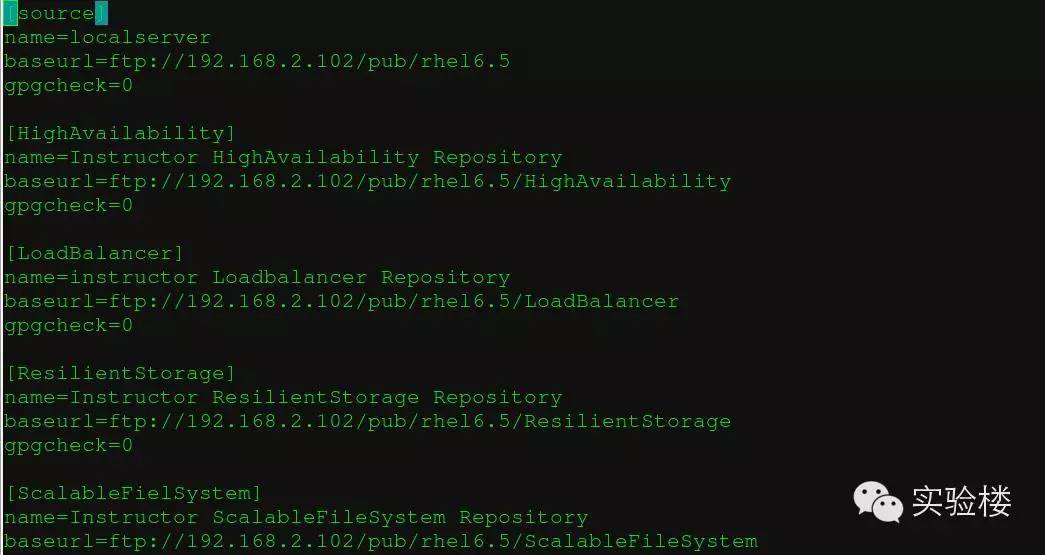 [source]
name=localserver
baseurl=ftp://192.168.2.102/pub/rhel6.5
gpgcheck=0
[HighAvailability]
name=Instructor HighAvailability Repository
baseurl=ftp://192.168.2.102/pub/rhel6.5/HighAvailability
gpgcheck=0
[LoadBalancer]
name=instructor Loadbalancer Repository
baseurl=ftp://192.168.2.102/pub/rhel6.5/LoadBalancer
gpgcheck=0
[ResilientStorage]
name=Instructor ResilientStorage Repository
baseurl=ftp://192.168.2.102/pub/rhel6.5/ResilientStorage
gpgcheck=0
[ScalableFielSystem]
name=Instructor ScalableFileSystem Repository
baseurl=ftp://192.168.2.102/pub/rhel6.5/ScalableFileSystem
实验楼